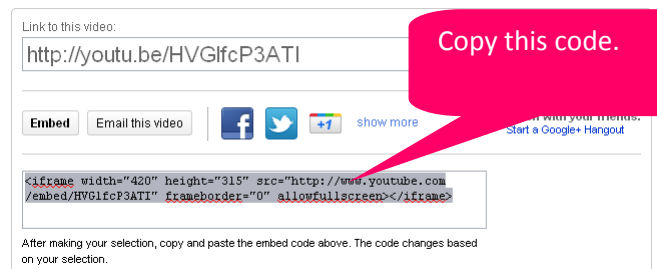 Link to this video:
http://youtu.be/HVGlfcP3ATI
Copy this code.
Embed
Email this video
+1
show more
with your friends.
Start a Google+ Hangout
<iframe width="420" height="315" src="http://www.youtube.com
/embed/HVGlfcP3ATI" frameborder="0" allowfullscreen></iframe>
After making your selection, copy and paste the embed code above. The code changes based
on your selection.